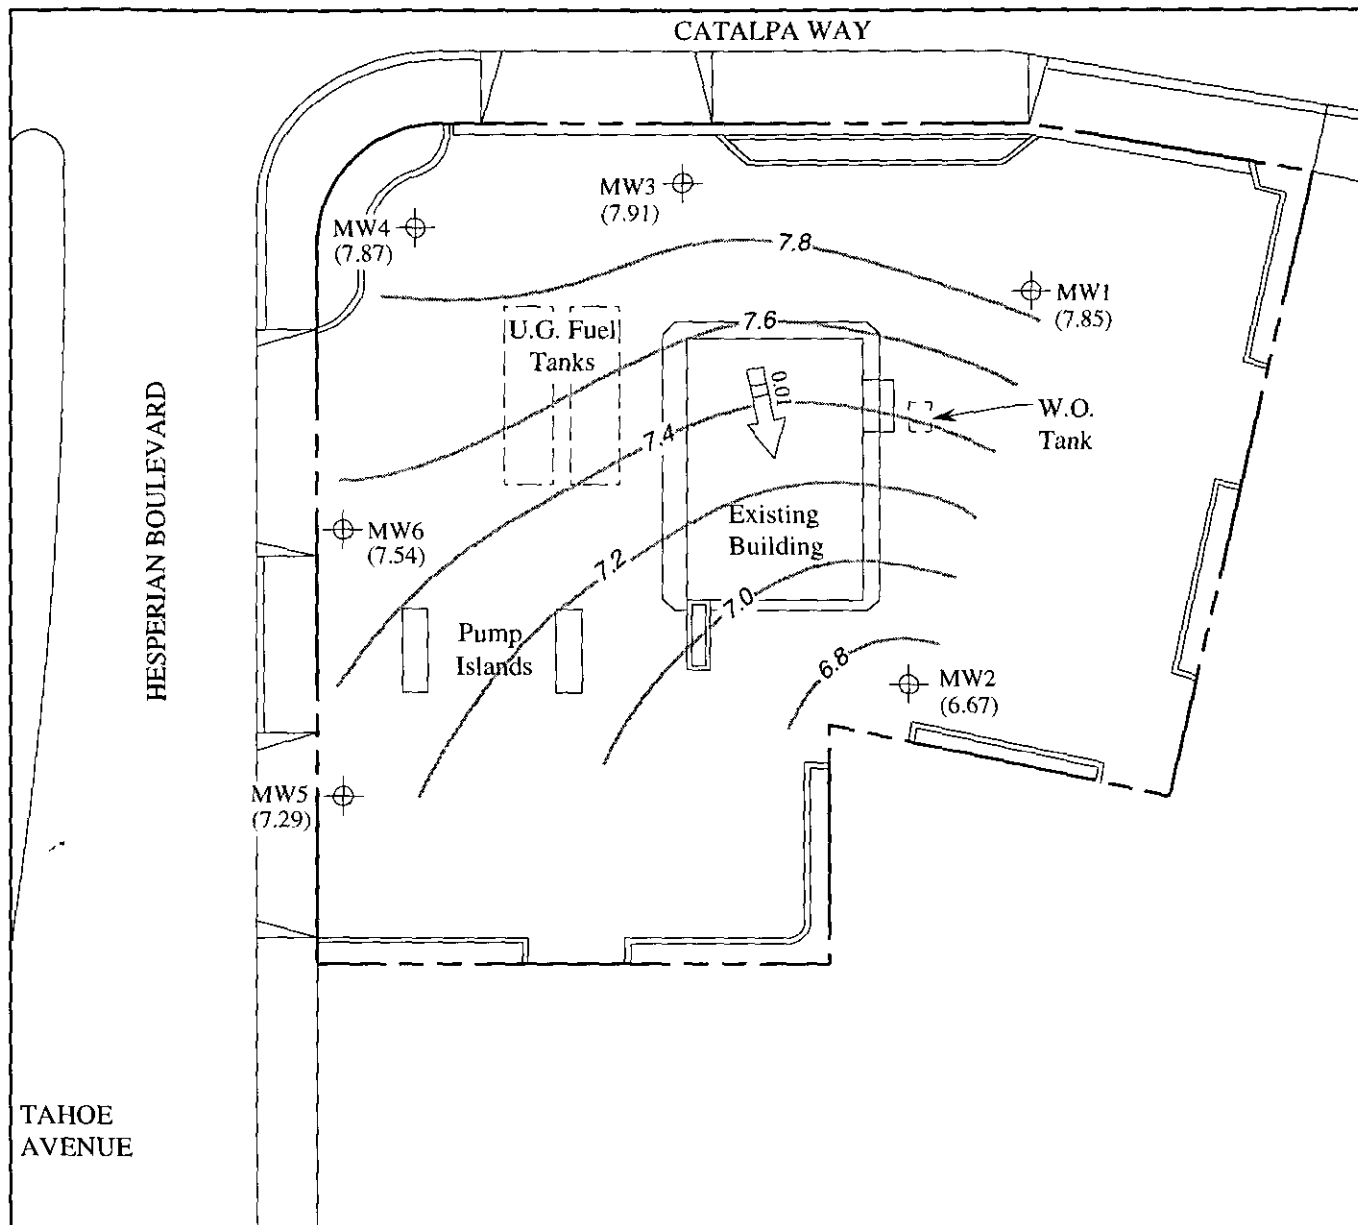 CATALPA WAY
MW3
(7.91)
MW4
(7.87)
7.8
MW1
(7.85)
U.G. Fuel
Tanks
7.6
0.01
W.O.
Tank
HESPERIAN BOULEVARD
7.4
MW6
(7.54)
Existing
Building
7.2
7.0
Pump
Islands
6.8
MW2
(6.67)
MW5
(7.29)
TAHOE
AVENUE